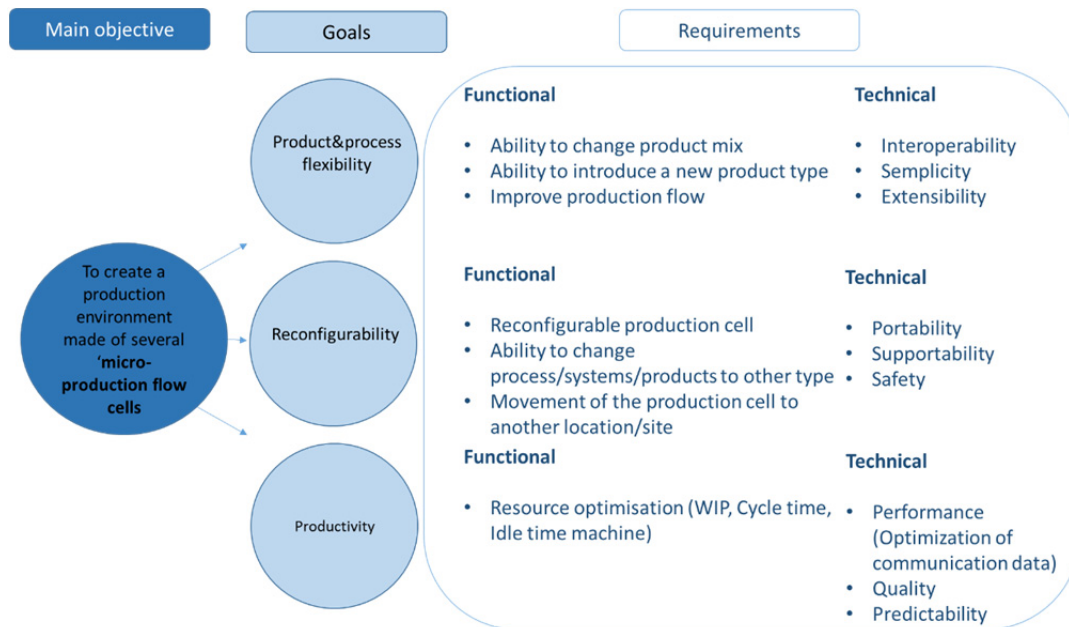 Main objective
Goals
Requirements
To create a
production
environment
made of several
‘micro-
production flow
cells
Product&process
flexibility
Functional
• Ability to change product mix
• Ability to introduce a new product type
• Improve production flow
Technical
• Interoperability
• Semplicity
• Extensibility
Reconfigurability
Functional
• Reconfigurable production cell
• Ability to change
process/systems/products to other type
• Movement of the production cell to
another location/site
Technical
• Portability
• Supportability
• Safety
Productivity
Functional
• Resource optimisation (WIP, Cycle time,
Idle time machine)
Technical
• Performance
(Optimization of
communication data)
• Quality
• Predictability